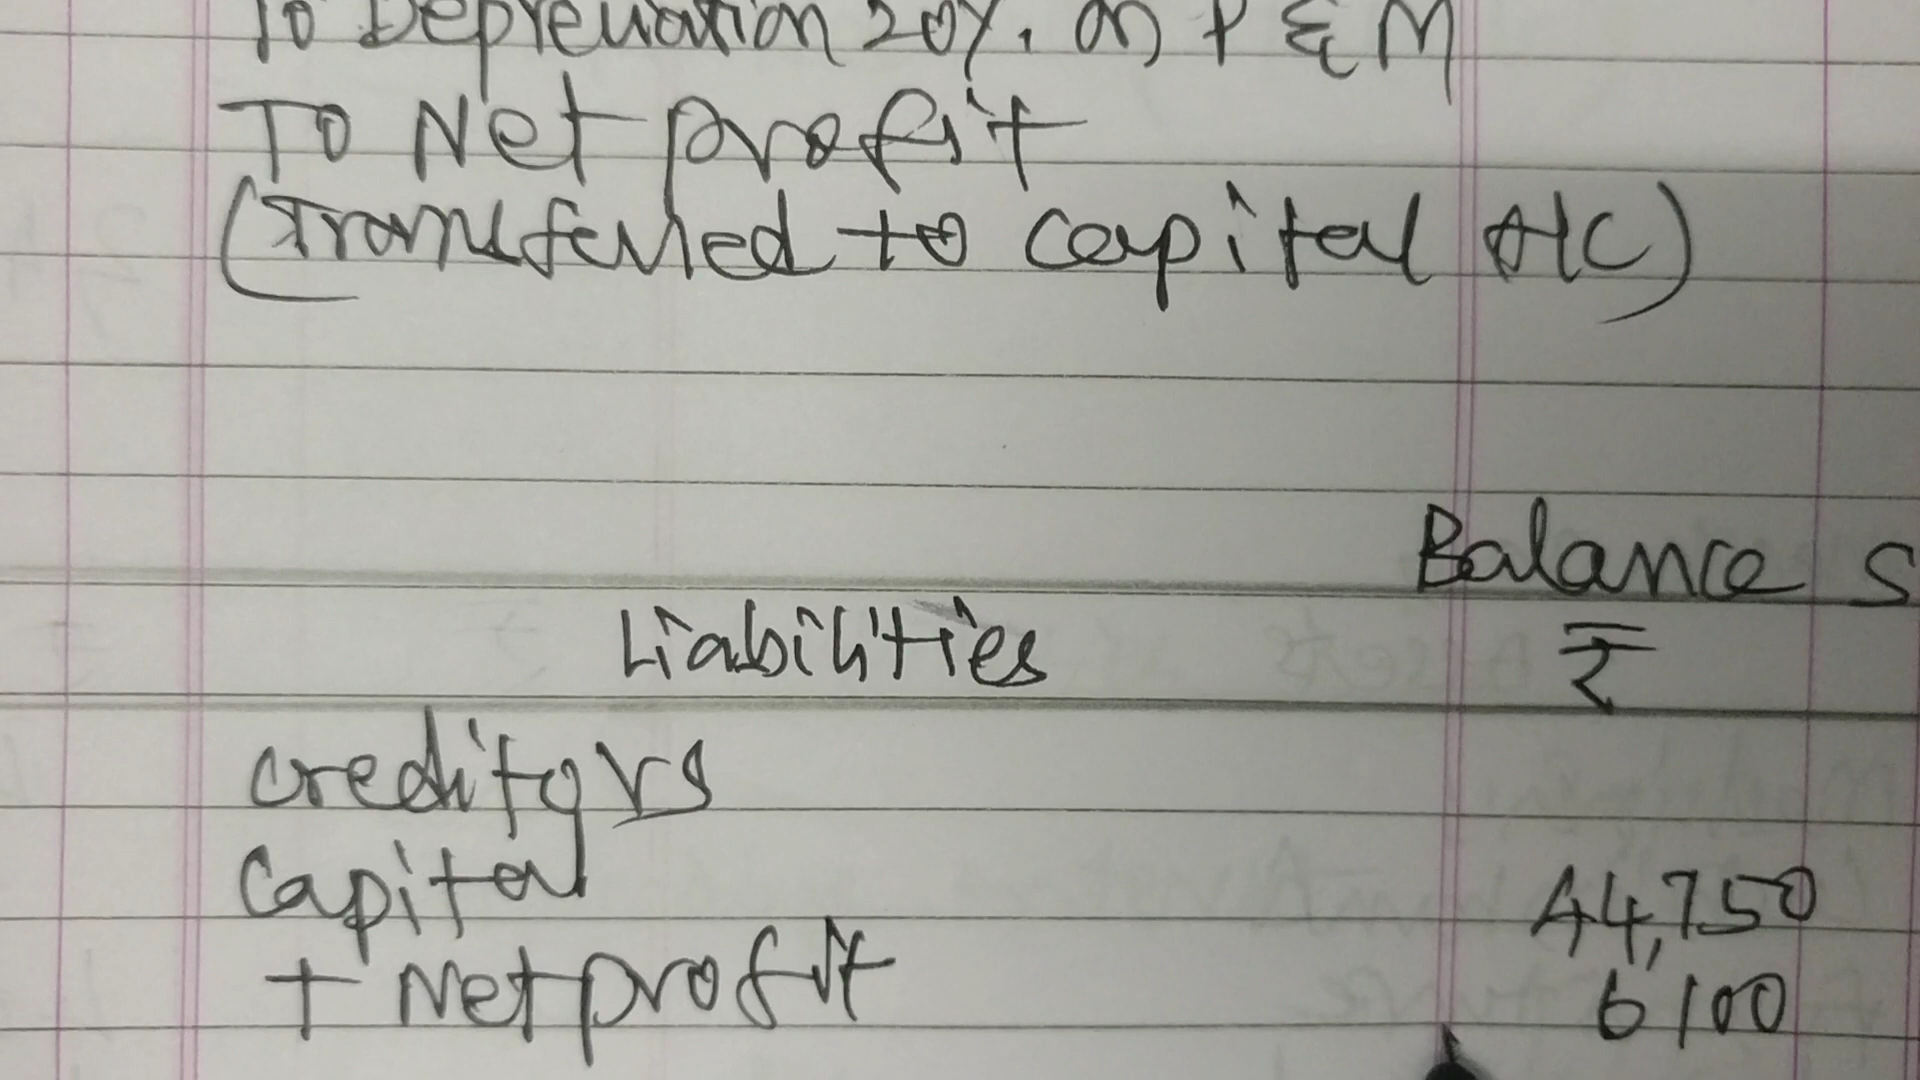 To Depreciation 20%. on P & M
To Net profit
(Transferred to capital A/C)
Balance S
Liabilities ₹
creditors
Capital 44,750
+ Net profit 6100